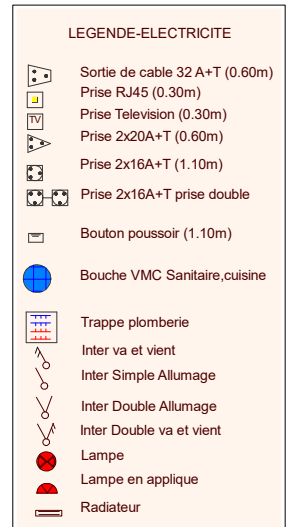 LEGENDE-ELECTRICITE
Sortie de cable 32 A+T (0.60m)
Prise RJ45 (0.30m)
TV Prise Television (0.30m)
Prise 2x20A+T (0.60m)
Prise 2x16A+T (1.10m)
Prise 2x16A+T prise double
Bouton poussoir (1.10m)
Bouche VMC Sanitaire,cuisine
Trappe plomberie
Inter va et vient
Inter Simple Allumage
Inter Double Allumage
Inter Double va et vient
Lampe
Lampe en applique
Radiateur